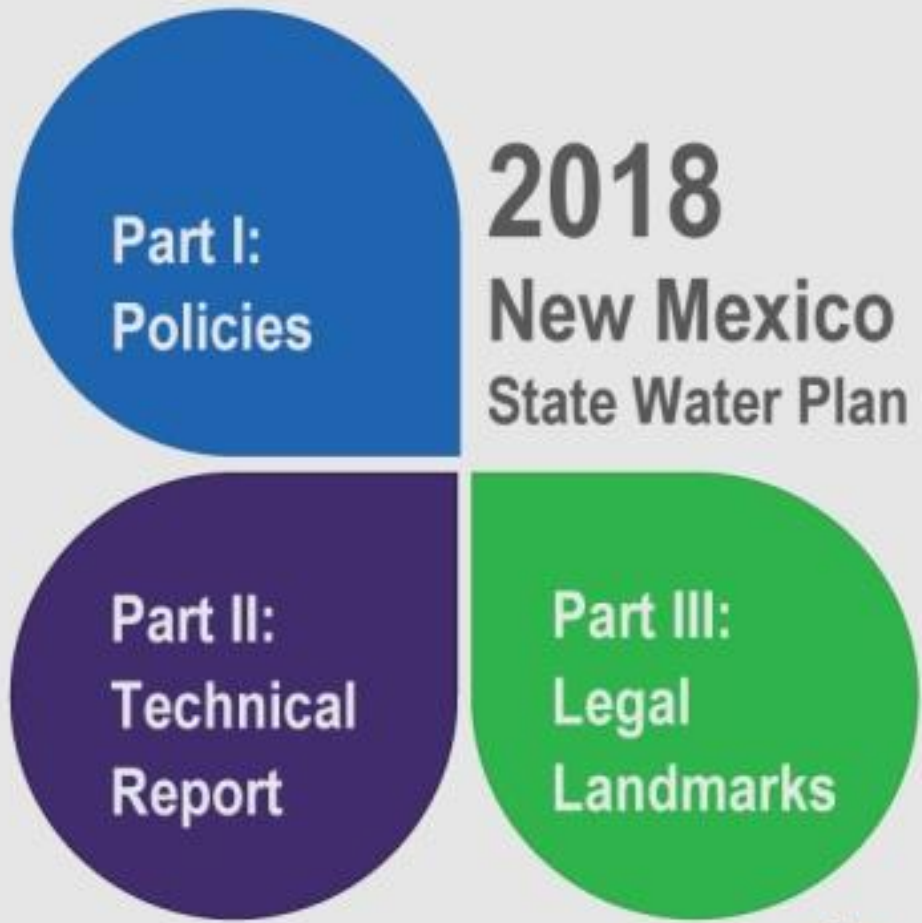 Part I:
Policies
2018
New Mexico
State Water Plan
Part II:
Technical
Report
Part III:
Legal
Landmarks